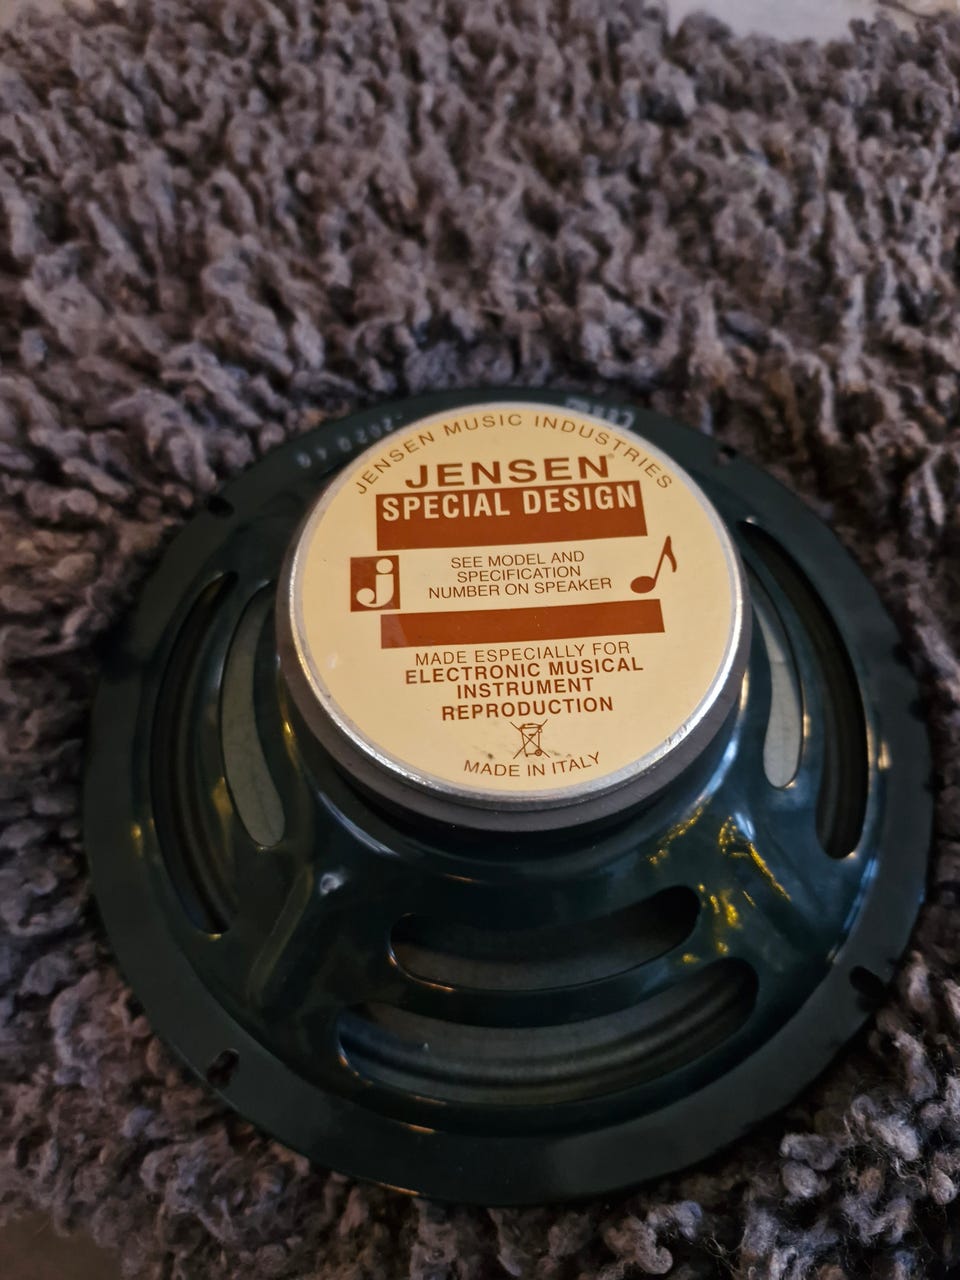 JENSEN MUSIC INDUSTRIES
JENSEN®
SPECIAL DESIGN
j
SEE MODEL AND
SPECIFICATION
NUMBER ON SPEAKER
MADE ESPECIALLY FOR
ELECTRONIC MUSICAL
INSTRUMENT
REPRODUCTION
MADE IN ITALY